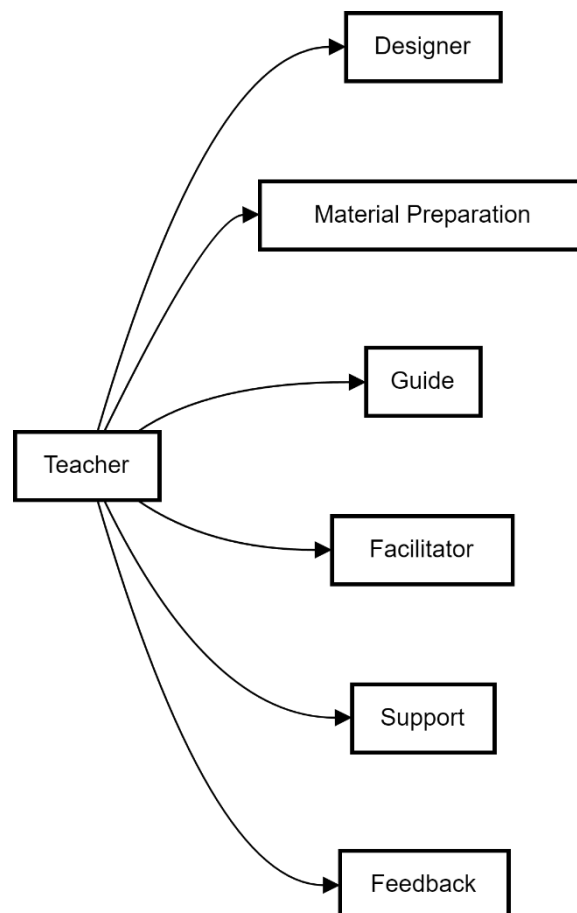 Designer
Material Preparation
Guide
Teacher
Facilitator
Support
Feedback